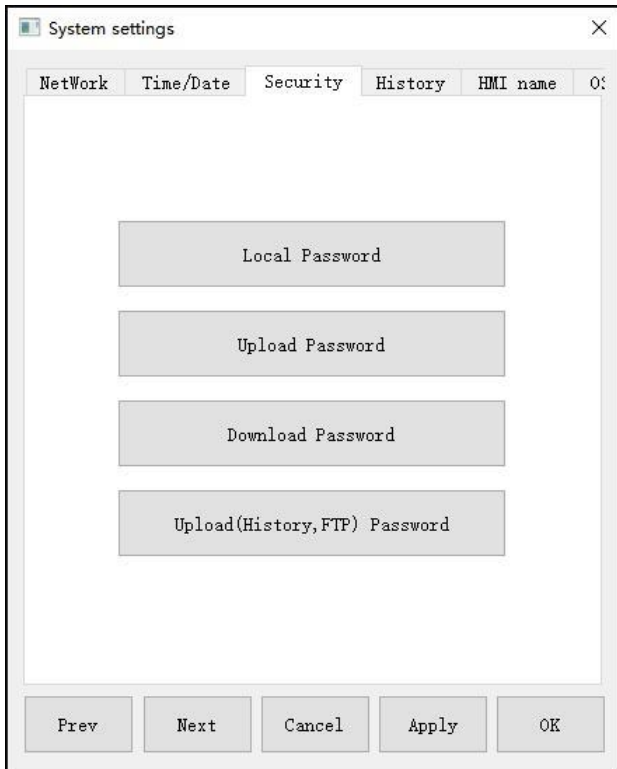 System settings
NetWork Time/Date Security History HMI name
Local Password
Upload Password
Download Password
Upload(History,FTP) Password
Prev Next Cancel Apply OK